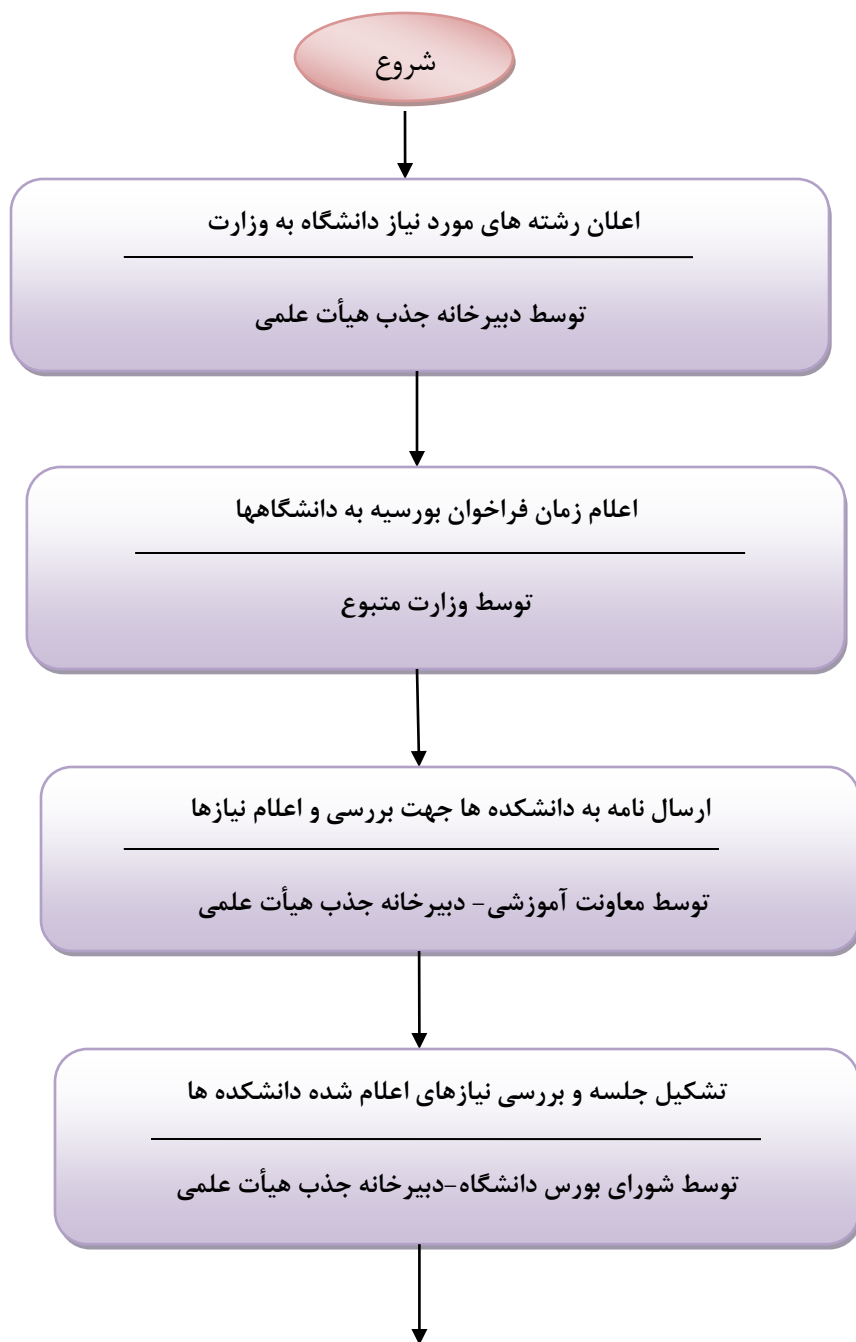 شروع
اعلان رشته های مورد نیاز دانشگاه به وزارت
توسط دبیرخانه جذب هیأت علمی
اعلام زمان فراخوان بورسیه به دانشگاهها
توسط وزارت متبوع
ارسال نامه به دانشکده ها جهت بررسی و اعلام نیازها
توسط معاونت آموزشی- دبیرخانه جذب هیأت علمی
تشکیل جلسه و بررسی نیازهای اعلام شده دانشکده ها
توسط شورای بورس دانشگاه-دبیرخانه جذب هیأت علمی